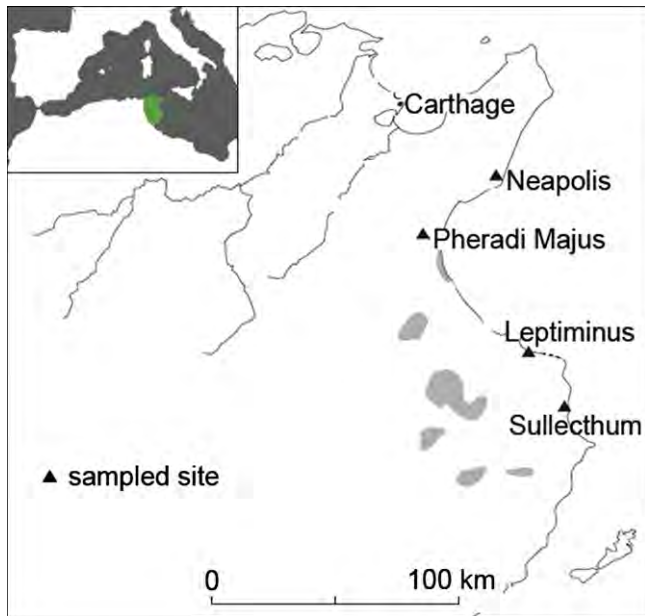 Carthage
Neapolis
Pheradi Majus
Leptiminus
Sullecthum
sampled site
0 100 km